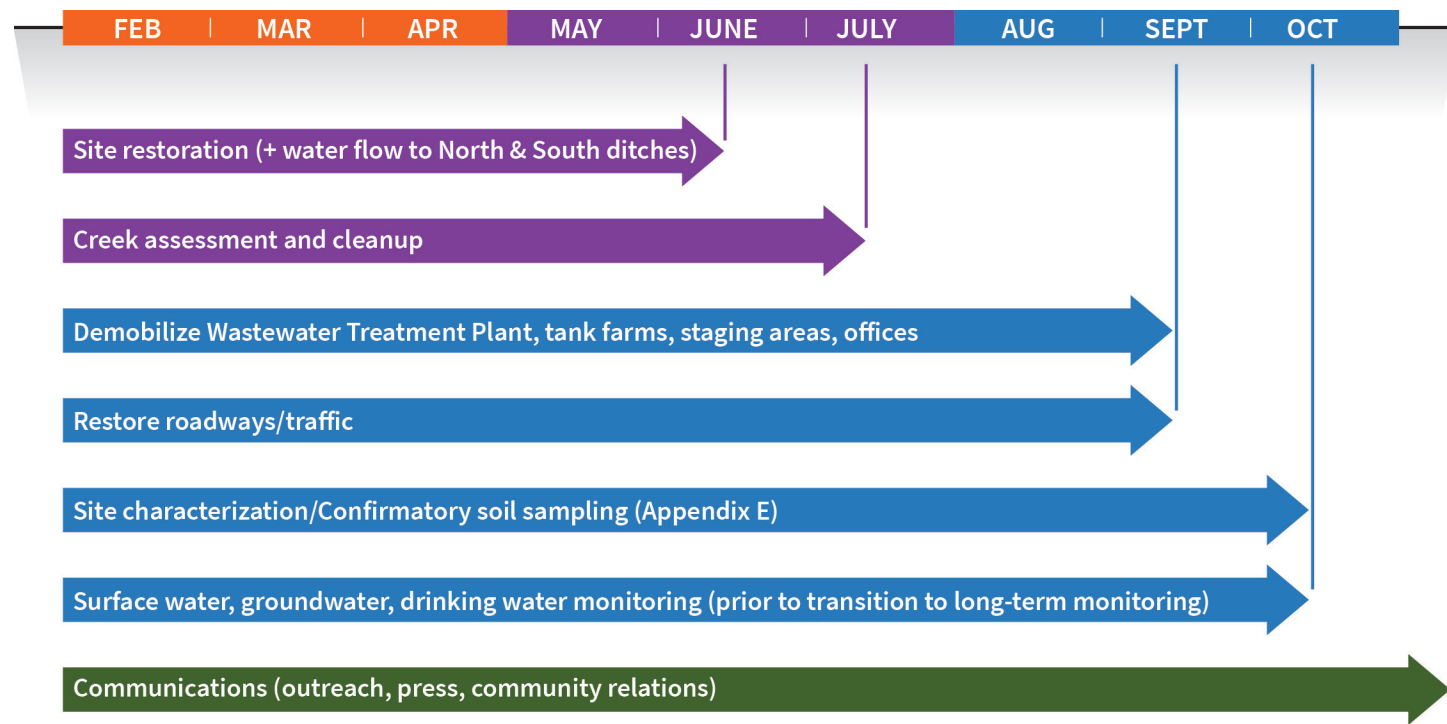 FEB | MAR | APR MAY | JUNE | JULY AUG | SEPT | OCT
Site restoration (+ water flow to North & South ditches)
Creek assessment and cleanup
Demobilize Wastewater Treatment Plant, tank farms, staging areas, offices
Restore roadways/traffic
Site characterization/Confirmatory soil sampling (Appendix E)
Surface water, groundwater, drinking water monitoring (prior to transition to long-term monitoring)
Communications (outreach, press, community relations)